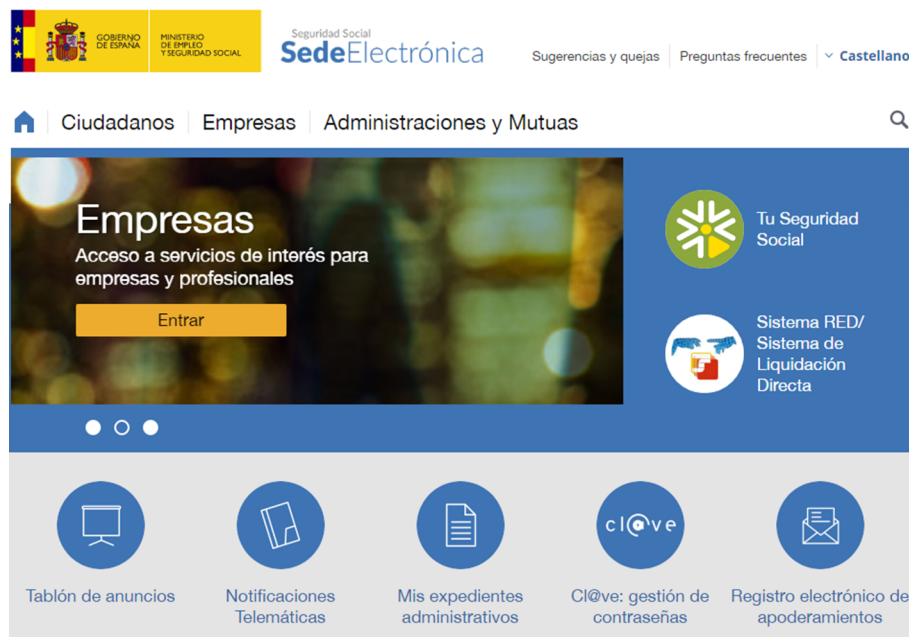 GOBIERNO
DE ESPAÑA
MINISTERIO
DE EMPLEO
Y SEGURIDAD SOCIAL
Seguridad Social
SedeElectrónica
Sugerencias y quejas
Preguntas frecuentes
Castellano
Ciudadanos
Empresas
Administraciones y Mutuas
Empresas
Acceso a servicios de interés para
empresas y profesionales
Entrar
Tu Seguridad
Social
Sistema RED/
Sistema de
Liquidación
Directa
cl@ve
Tablón de anuncios
Notificaciones
Telemáticas
Mis expedientes
administrativos
Cl@ve: gestión de
contraseñas
Registro electrónico de
apoderamientos